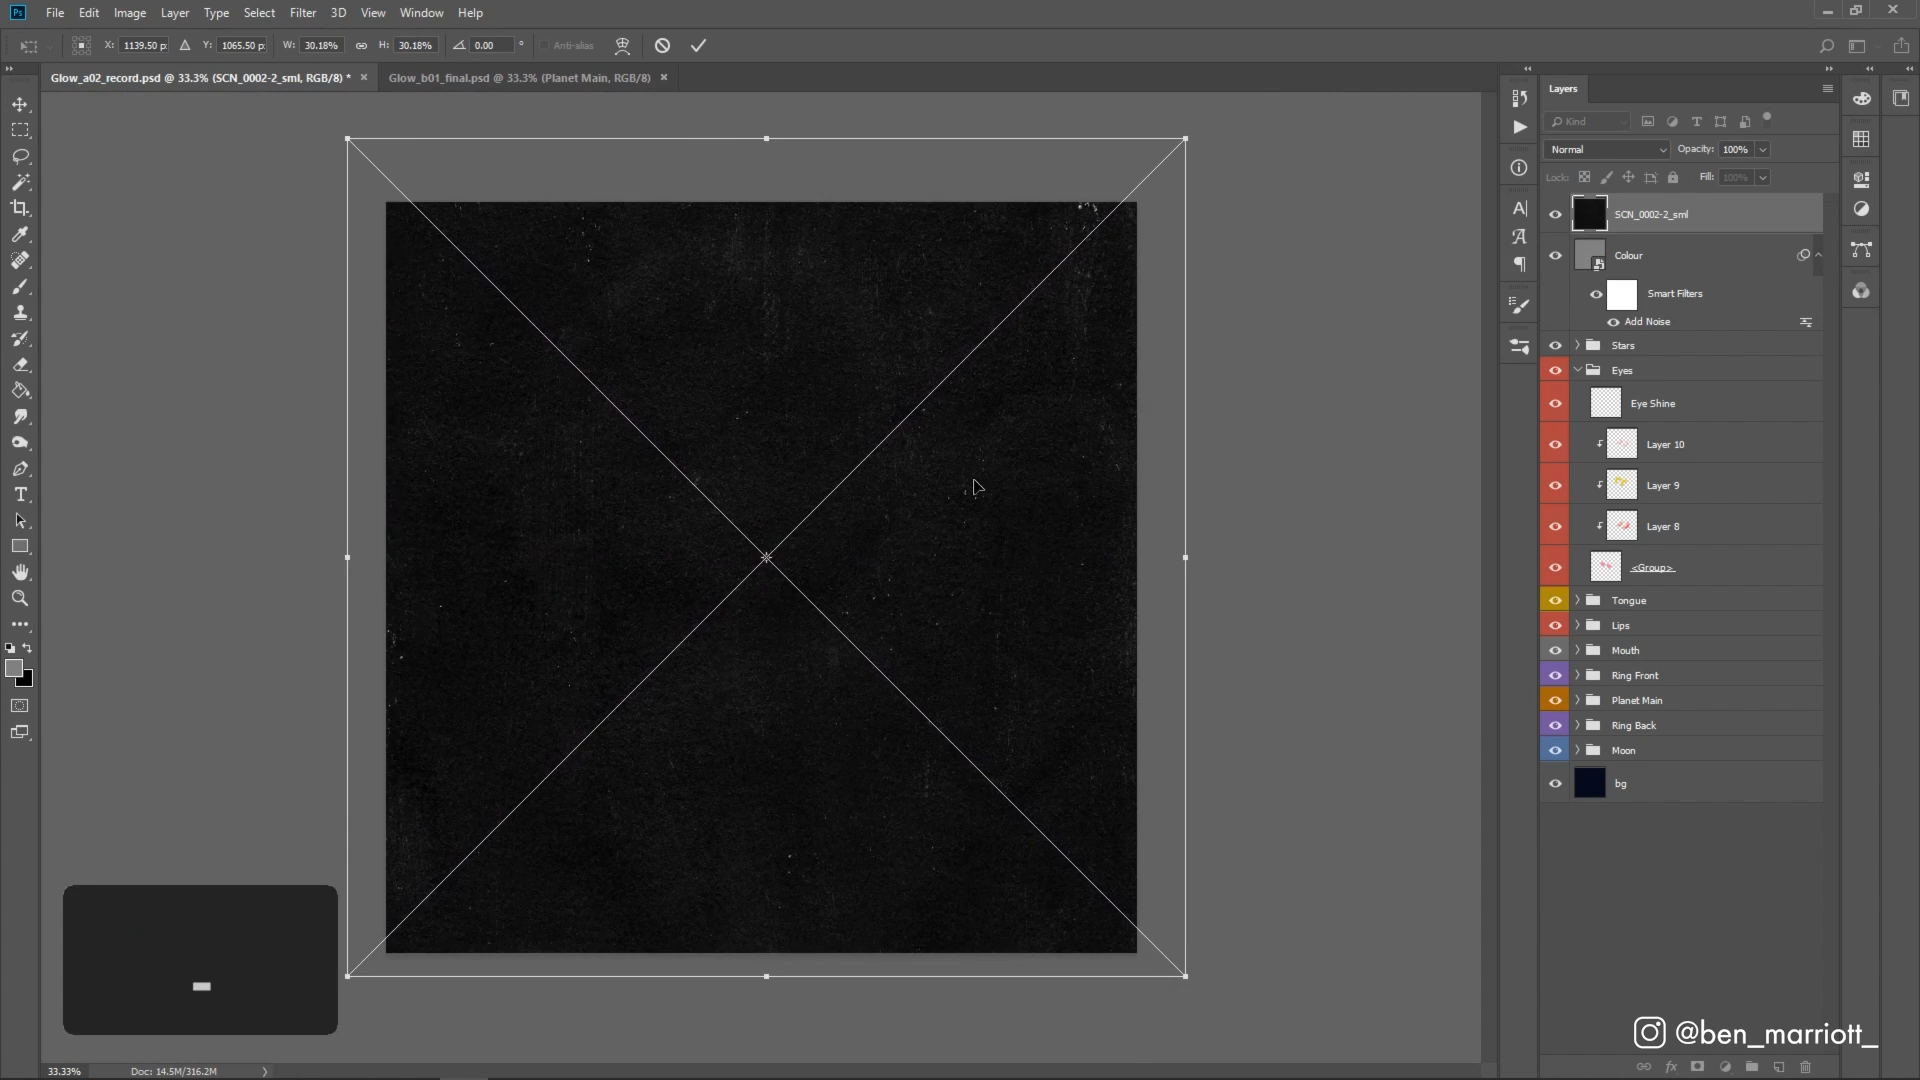 Ps File Edit Image Layer Type Select Filter 3D View Window Help
X: 1139.50 p: Y: 1065.50 p: W: 30.18% H: 30.18% 0.00 ° Anti-alias
Glow_a02_record.psd @ 33.3% (SCN_0002-2_sml, RGB/8) * × Glow_b01_final.psd @ 33.3% (Planet Main, RGB/8) ×
Layers
Kind
Normal Opacity: 100%
Lock: Fill: 100%
SCN_0002-2_sml
Colour
Smart Filters
Add Noise
Stars
Eyes
Eye Shine
Layer 10
Layer 9
Layer 8
<Group>
Tongue
Lips
Mouth
Ring Front
Planet Main
Ring Back
Moon
bg
@ben_marriott_
33.33% Doc: 14.5M/316.2M